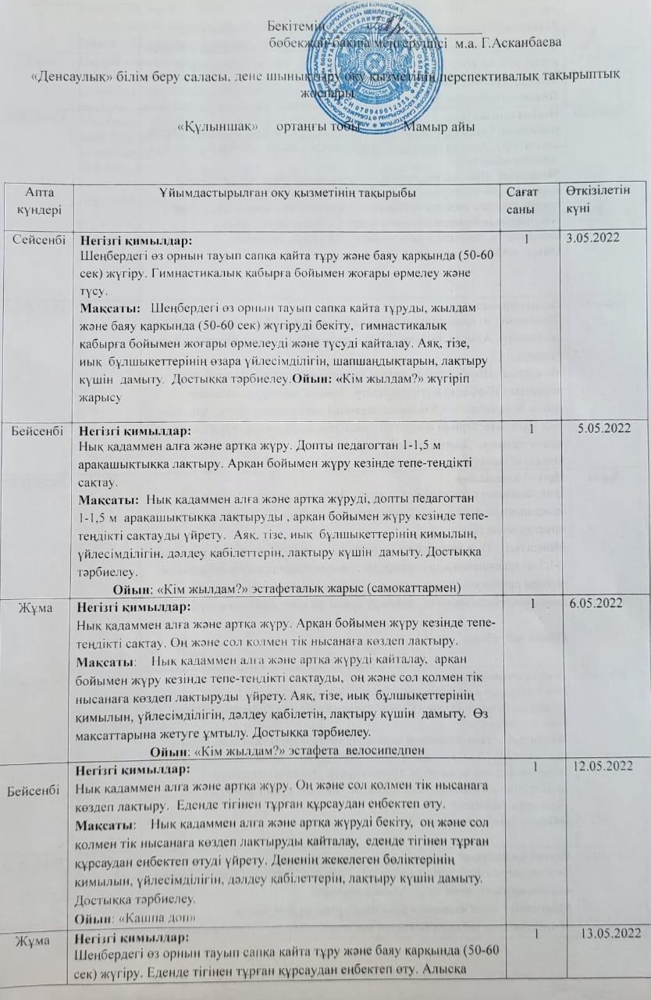 Бекітемін
бөбекжай-бақша меңгерушісі м.а. Г.Асканбаева
«Денсаулық» білім беру саласы, дене шынықтыру оқу қызметінің перспективалық тақырыптық
жоспары
«Құлыншақ» ортаңғы тобы Мамыр айы
Апта күндері
Ұйымдастырылған оқу қызметінің тақырыбы
Сағат саны
Өткізілетін күні
Сейсенбі
Негізгі қимылдар:
Шеңбердегі өз орнын тауып сапқа қайта тұру және баяу қарқында (50-60
сек) жүгіру. Гимнастикалық қабырға бойымен жоғары өрмелеу және
түсу.
Мақсаты: Шеңбердегі өз орнын тауып сапқа қайта тұруды, жылдам
және баяу қарқында (50-60 сек) жүгіруді бекіту, гимнастикалық
қабырға бойымен жоғары өрмелеуді және түсуді қайталау. Аяқ, тізе,
иық бұлшықеттерінің өзара үйлесімділігін, шапшаңдықтарын, лақтыру
күшін дамыту. Достыққа тәрбиелеу.Ойын: «Кім жылдам?» жүгіріп
жарысу
1
3.05.2022
Бейсенбі
Негізгі қимылдар:
Нық қадаммен алға және артқа жүру. Допты педагогтан 1-1,5 м
арақашықтыққа лақтыру. Арқан бойымен жүру кезінде тепе-теңдікті
сақтау.
Мақсаты: Нық қадаммен алға және артқа жүруді, допты педагогтан
1-1,5 м арақашықтыққа лақтыруды , арқан бойымен жүру кезінде тепе-
теңдікті сақтауды үйрету. Аяқ, тізе, иық бұлшықеттерінің қимылын,
үйлесімділігін, дәлдеу қабілеттерін, лақтыру күшін дамыту. Достыққа
тәрбиелеу.
Ойын: «Кім жылдам?» эстафеталық жарыс (самокаттармен)
1
5.05.2022
Жұма
Негізгі қимылдар:
Нық қадаммен алға және артқа жүру. Арқан бойымен жүру кезінде тепе-
теңдікті сақтау. Оң және сол қолмен тік нысанаға көздеп лақтыру.
Мақсаты: Нық қадаммен алға және артқа жүруді қайталау, арқан
бойымен жүру кезінде тепе-теңдікті сақтауды, оң және сол қолмен тік
нысанаға көздеп лақтыруды үйрету. Аяқ, тізе, иық бұлшықеттерінің
қимылын, үйлесімділігін, дәлдеу қабілетін, лақтыру күшін дамыту. Өз
мақсаттарына жетуге ұмтылу. Достыққа тәрбиелеу.
Ойын: «Кім жылдам?» эстафета велосипедпен
1
6.05.2022
Бейсенбі
Негізгі қимылдар:
Нық қадаммен алға және артқа жүру. Оң және сол қолмен тік нысанаға
көздеп лақтыру. Еденде тігінен тұрған құрсаудан еңбектеп өту.
Мақсаты: Нық қадаммен алға және артқа жүруді бекіту, оң және сол
қолмен тік нысанаға көздеп лақтыруды қайталау, еденде тігінен тұрған
құрсаудан еңбектеп өтуді үйрету. Дененің жекелеген бөліктерінің
қимылын, үйлесімділігін, дәлдеу қабілеттерін, лақтыру күшін дамыту.
Достыққа тәрбиелеу.
Ойын: «Қашпа доп»
1
12.05.2022
Жұма
Негізгі қимылдар:
Шеңбердегі өз орнын тауып сапқа қайта тұру және баяу қарқында (50-60
сек) жүгіру. Еденде тігінен тұрған құрсаудан еңбектеп өту. Алысқа
1
13.05.2022